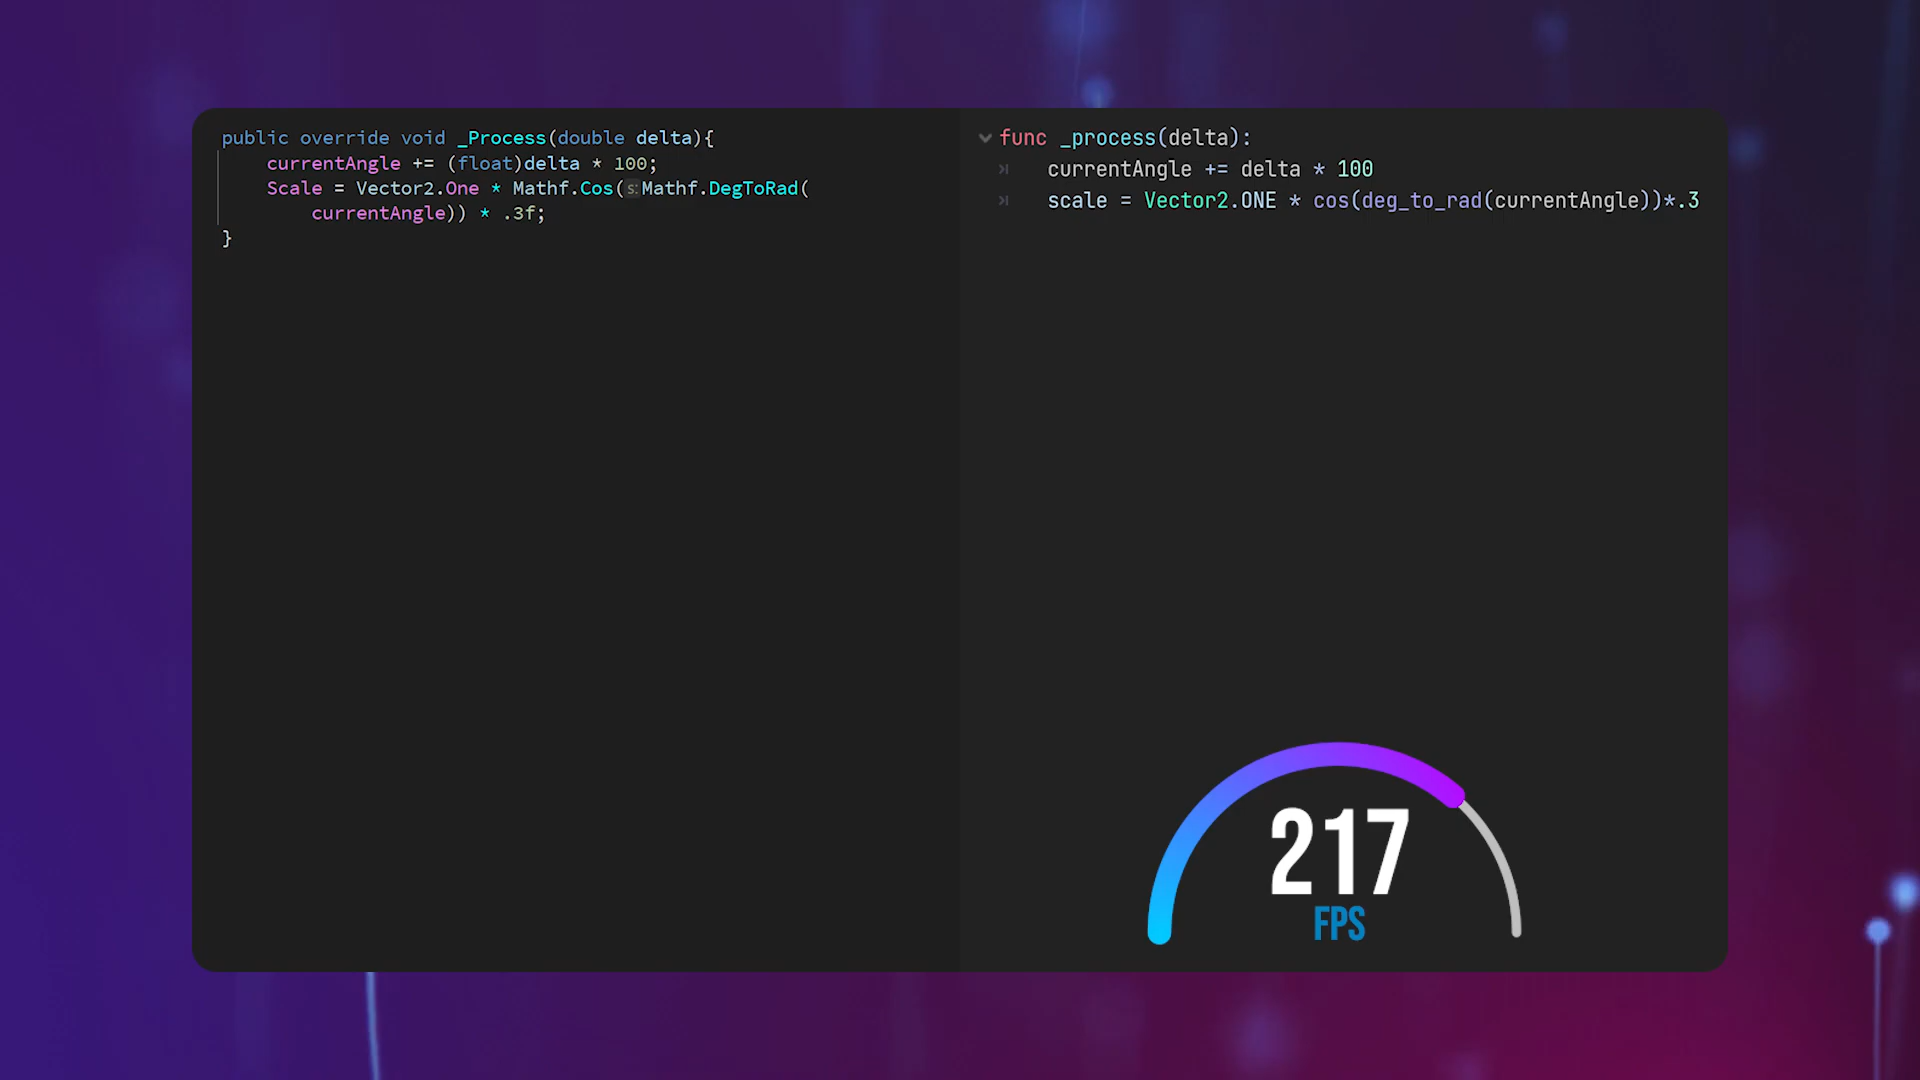 public override void _Process(double delta){
currentAngle += (float)delta * 100;
Scale = Vector2.One * Mathf.Cos(s:Mathf.DegToRad(
currentAngle)) * .3f;
}
func _process(delta):
currentAngle += delta * 100
scale = Vector2.ONE * cos(deg_to_rad(currentAngle))*.3
217
FPS